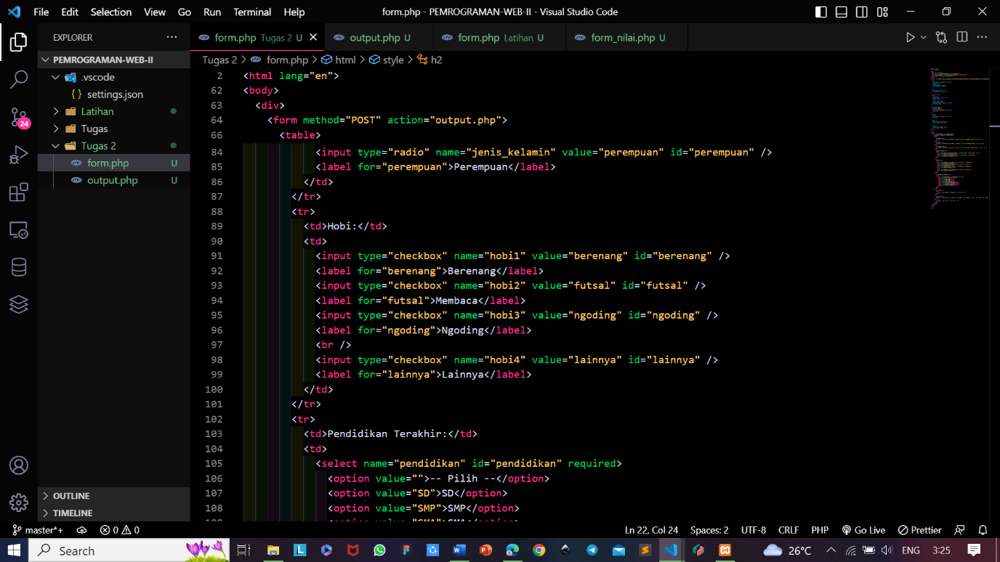 File Edit Selection View Go Run Terminal Help form.php - PEMROGRAMAN-WEB-II - Visual Studio Code
EXPLORER ···
form.php Tugas 2 U
output.php U
form.php Latihan U
form_nilai.php U
PEMROGRAMAN-WEB-II
Tugas 2 > form.php > html > style > h2
.vscode
{} settings.json
Latihan
Tugas
Tugas 2
form.php U
output.php U
24
2 <html lang="en">
62 <body>
63 <div>
64 <form method="POST" action="output.php">
66 <table>
84 <input type="radio" name="jenis_kelamin" value="perempuan" id="perempuan" />
85 <label for="perempuan">Perempuan</label>
86 </td>
87 </tr>
88 <tr>
89 <td>Hobi:</td>
90 <td>
91 <input type="checkbox" name="hobi1" value="berenang" id="berenang" />
92 <label for="berenang">Berenang</label>
93 <input type="checkbox" name="hobi2" value="futsal" id="futsal" />
94 <label for="futsal">Membaca</label>
95 <input type="checkbox" name="hobi3" value="ngoding" id="ngoding" />
96 <label for="ngoding">Ngoding</label>
97 <br />
98 <input type="checkbox" name="hobi4" value="lainnya" id="lainnya" />
99 <label for="lainnya">Lainnya</label>
100 </td>
101 </tr>
102 <tr>
103 <td>Pendidikan Terakhir:</td>
104 <td>
105 <select name="pendidikan" id="pendidikan" required>
106 <option value="">-- Pilih --</option>
107 <option value="SD">SD</option>
108 <option value="SMP">SMP</option>
OUTLINE
TIMELINE
master*+ 0 0 Ln 22, Col 24 Spaces: 2 UTF-8 CRLF PHP Go Live Prettier
Search 26°C ENG 3:25